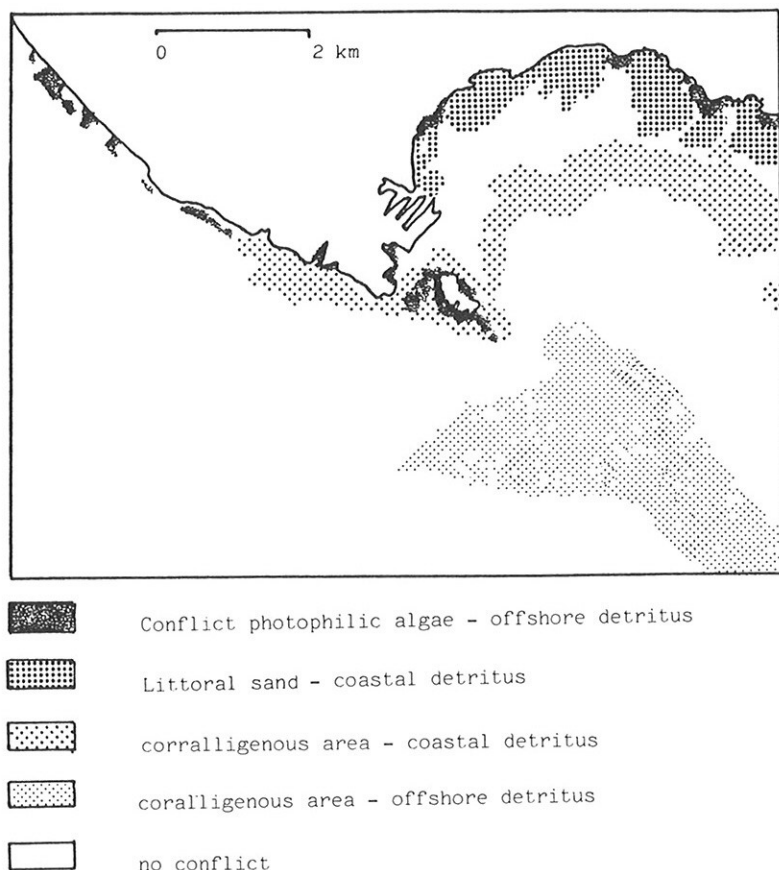 0 2 km
Conflict photophilic algae - offshore detritus
Littoral sand - coastal detritus
corralligenous area - coastal detritus
coralligenous area - offshore detritus
no conflict